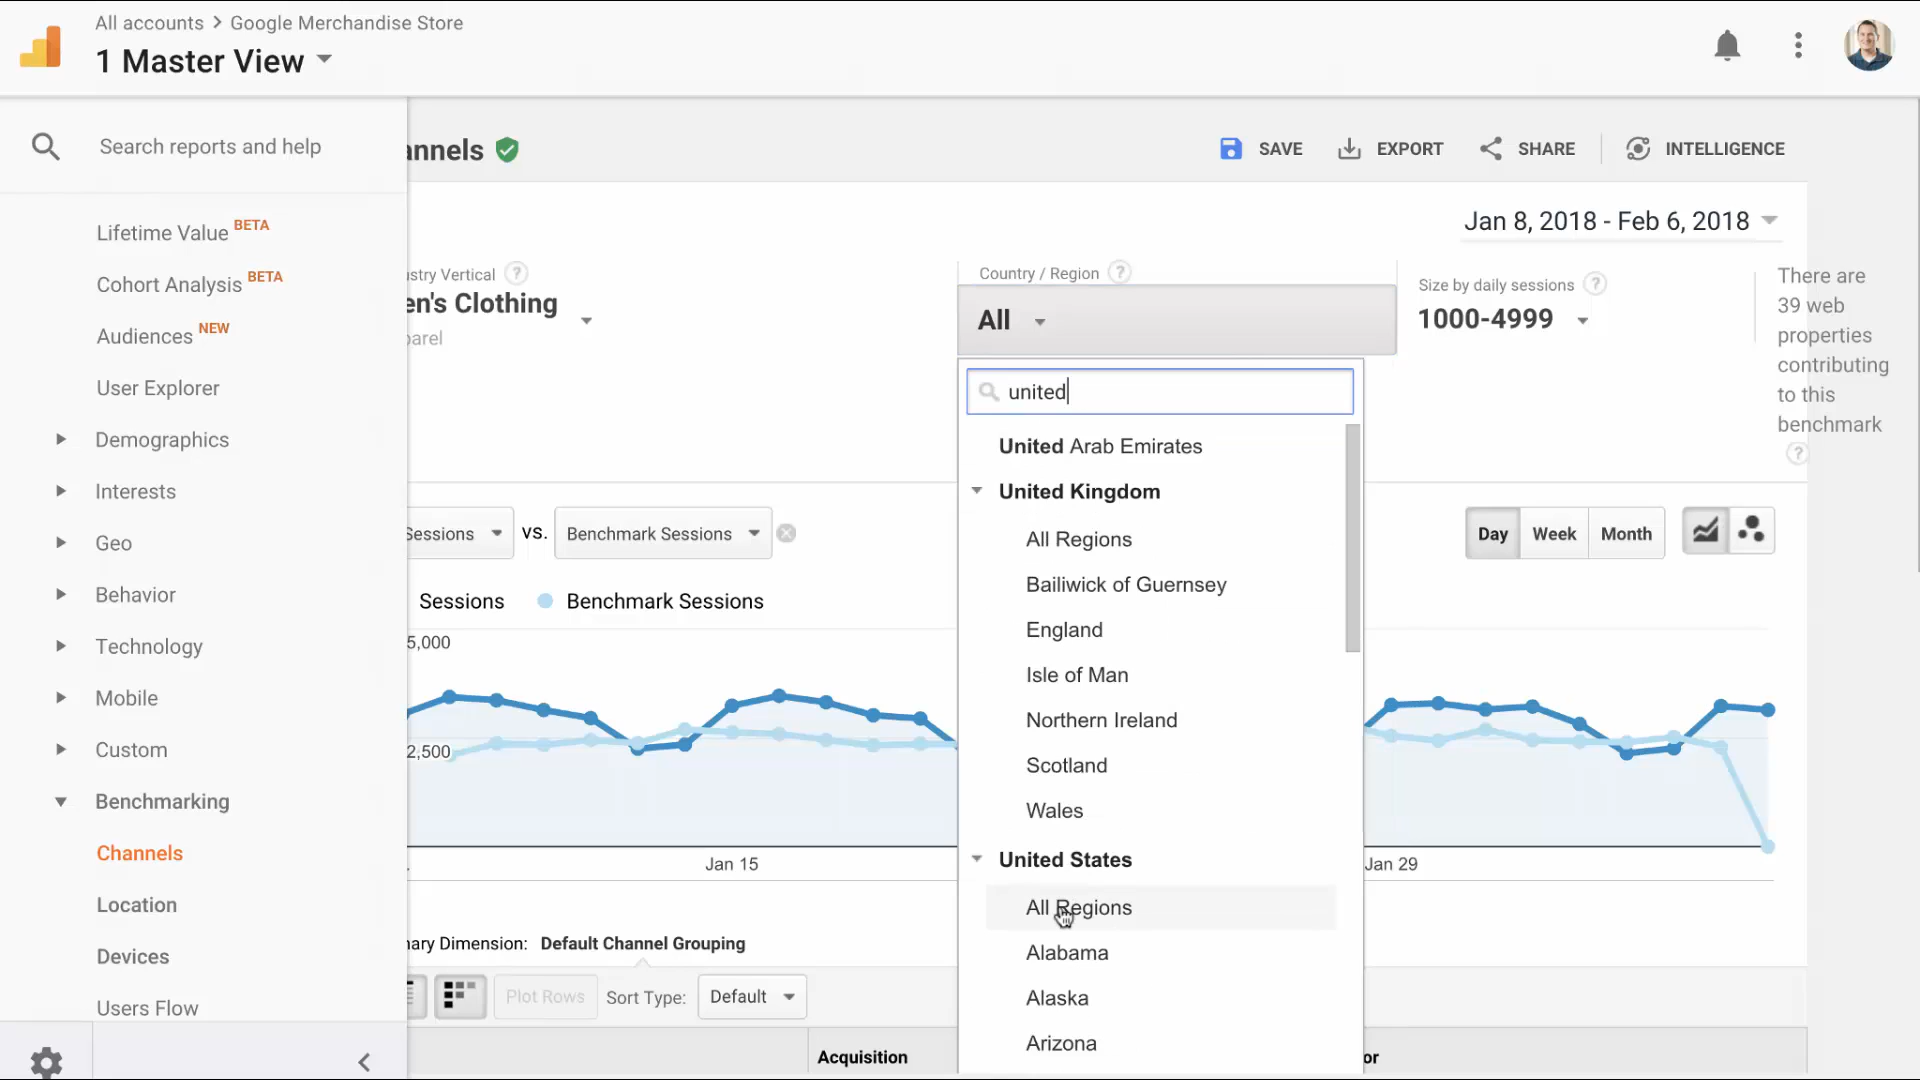 All accounts > Google Merchandise Store
1 Master View
Search reports and help
Lifetime Value BETA
Cohort Analysis BETA
Audiences NEW
User Explorer
Demographics
Interests
Geo
Behavior
Technology
Mobile
Custom
Benchmarking
Channels
Location
Devices
Users Flow
annels
SAVE
EXPORT
SHARE
INTELLIGENCE
Jan 8, 2018 - Feb 6, 2018
ustry Vertical ?
en's Clothing
arel
Country / Region ?
All
Size by daily sessions ?
1000-4999
There are
39 web
properties
contributing
to this
benchmark
?
united
United Arab Emirates
United Kingdom
All Regions
Bailiwick of Guernsey
England
Isle of Man
Northern Ireland
Scotland
Wales
United States
All Regions
Alabama
Alaska
Arizona
Sessions vs. Benchmark Sessions
Day Week Month
Sessions Benchmark Sessions
5,000
2,500
Jan 15
Jan 29
ary Dimension: Default Channel Grouping
Plot Rows Sort Type: Default
Acquisition
or